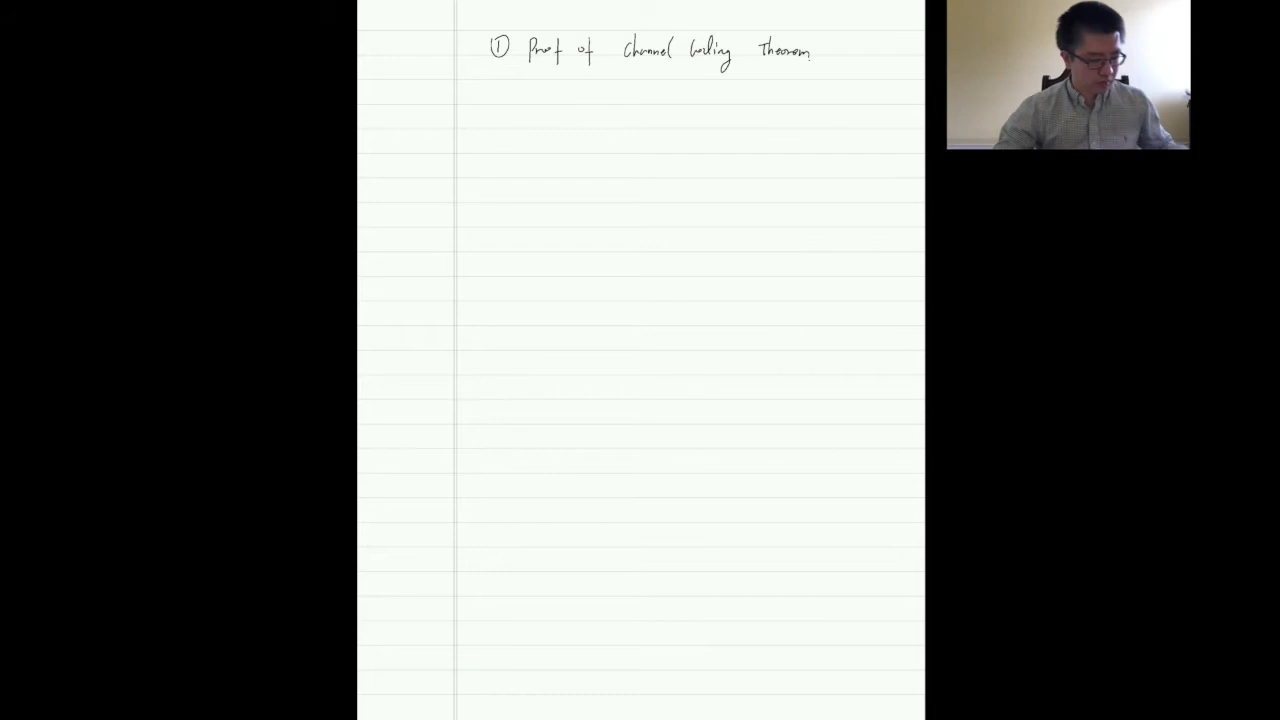 ① Proof of Channel Coding Theorem.